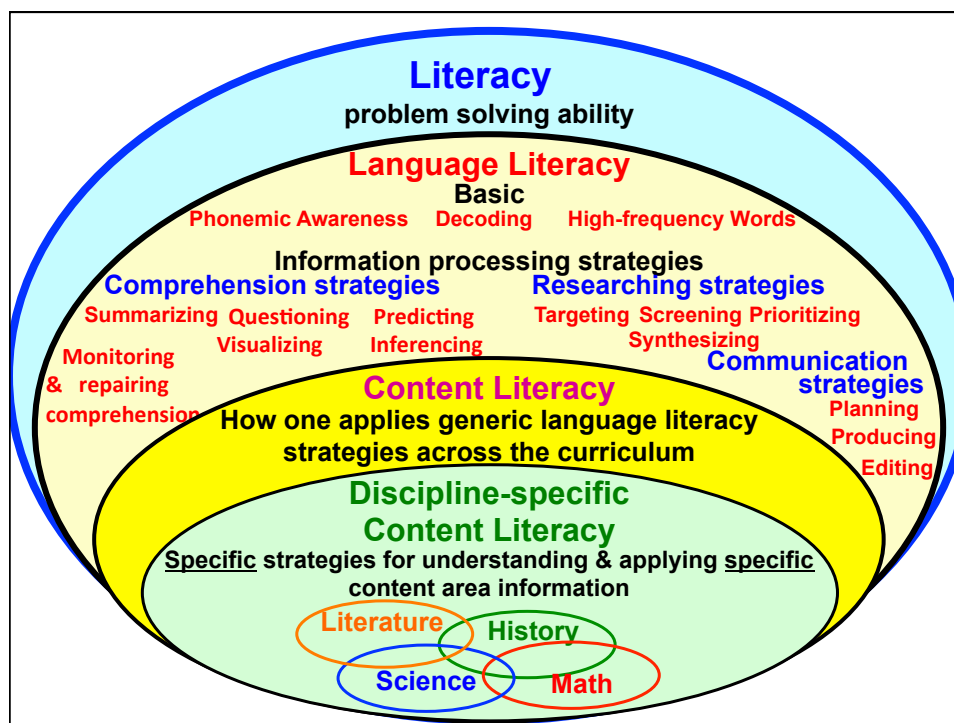 Literacy
problem solving ability
Language Literacy
Basic
Phonemic Awareness Decoding High-frequency Words
Information processing strategies
Comprehension strategies
Summarizing Questioning Predicting
Visualizing Inferencing
Monitoring
& repairing
comprehension
Researching strategies
Targeting Screening Prioritizing
Synthesizing
Communication
strategies
Planning
Producing
Editing
Content Literacy
How one applies generic language literacy
strategies across the curriculum
Discipline-specific
Content Literacy
Specific strategies for understanding & applying specific
content area information
Literature
History
Science
Math